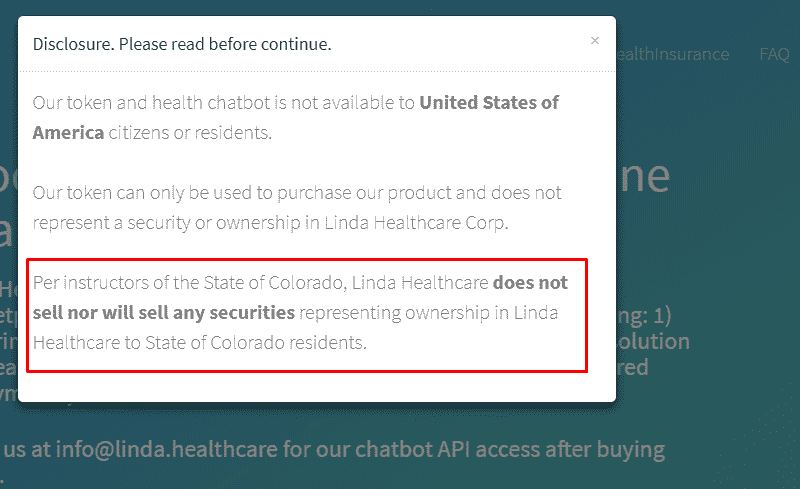 Disclosure. Please read before continue.
×
ealthInsurance FAQ
Our token and health chatbot is not available to United States of
America citizens or residents.
Our token can only be used to purchase our product and does not
represent a security or ownership in Linda Healthcare Corp.
Per instructors of the State of Colorado, Linda Healthcare does not
sell nor will sell any securities representing ownership in Linda
Healthcare to State of Colorado residents.
ne
ng: 1)
olution
red
us at info@linda.healthcare for our chatbot API access after buying